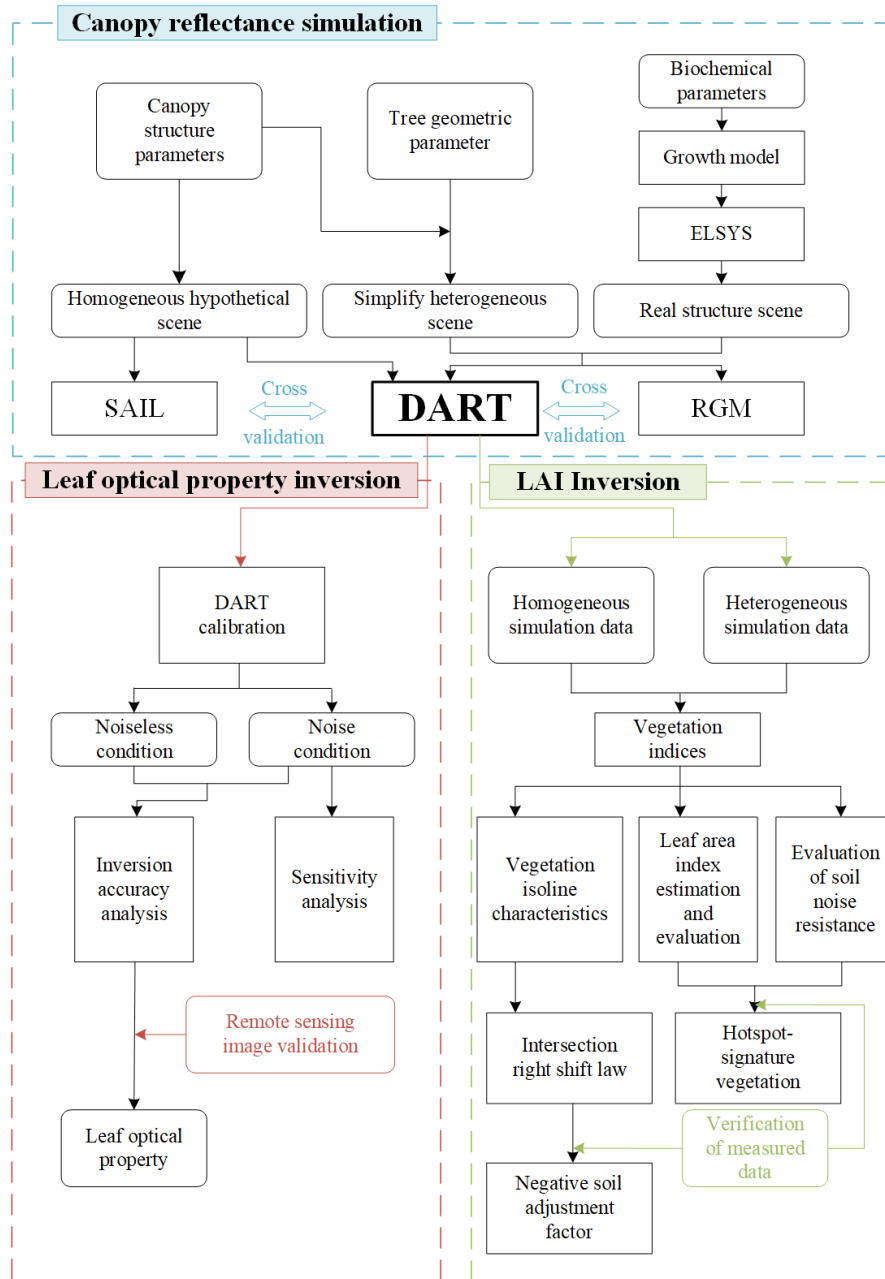 Canopy reflectance simulation
Canopy
structure
parameters
Tree geometric
parameter
Biochemical
parameters
Growth model
ELSYS
Homogeneous hypothetical
scene
Simplify heterogeneous
scene
Real structure scene
SAIL
Cross
validation
DART
Cross
validation
RGM
Leaf optical property inversion
DART
calibration
Noiseless
condition
Noise
condition
Inversion
accuracy
analysis
Sensitivity
analysis
Remote sensing
image validation
Leaf optical
property
LAI Inversion
Homogeneous
simulation data
Heterogeneous
simulation data
Vegetation
indices
Vegetation
isoline
characteristics
Leaf area
index
estimation
and
evaluation
Evaluation
of soil
noise
resistance
Intersection
right shift law
Hotspot-
signature
vegetation
Verification
of measured
data
Negative soil
adjustment
factor